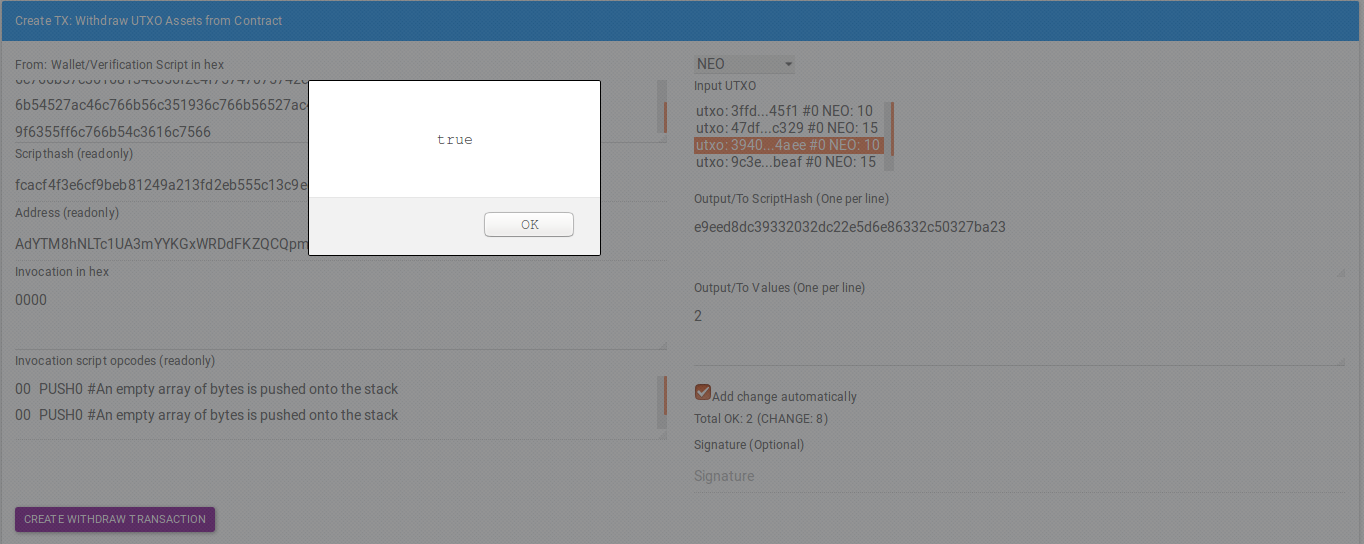 Create TX: Withdraw UTXO Assets from Contract
From: Wallet/Verification Script in hex
6b54527ac46c766b56c351936c766b56527ac
9f6355ff6c766b54c3616c7566
Scripthash (readonly)
fcacf4f3e6cf9beb81249a213fd2eb555c13c9e
Address (readonly)
AdYTM8hNLTc1UA3mYYKGxWRDdFKZQCQpm
Invocation in hex
0000
Invocation script opcodes (readonly)
00 PUSH0 #An empty array of bytes is pushed onto the stack
00 PUSH0 #An empty array of bytes is pushed onto the stack
CREATE WITHDRAW TRANSACTION
true
OK
NEO
Input UTXO
utxo: 3ffd...45f1 #0 NEO: 10
utxo: 47df...c329 #0 NEO: 15
utxo: 3940...4aee #0 NEO: 10
utxo: 9c3e...beaf #0 NEO: 15
Output/To ScriptHash (One per line)
e9eed8dc39332032dc22e5d6e86332c50327ba23
Output/To Values (One per line)
2
Add change automatically
Total OK: 2 (CHANGE: 8)
Signature (Optional)
Signature